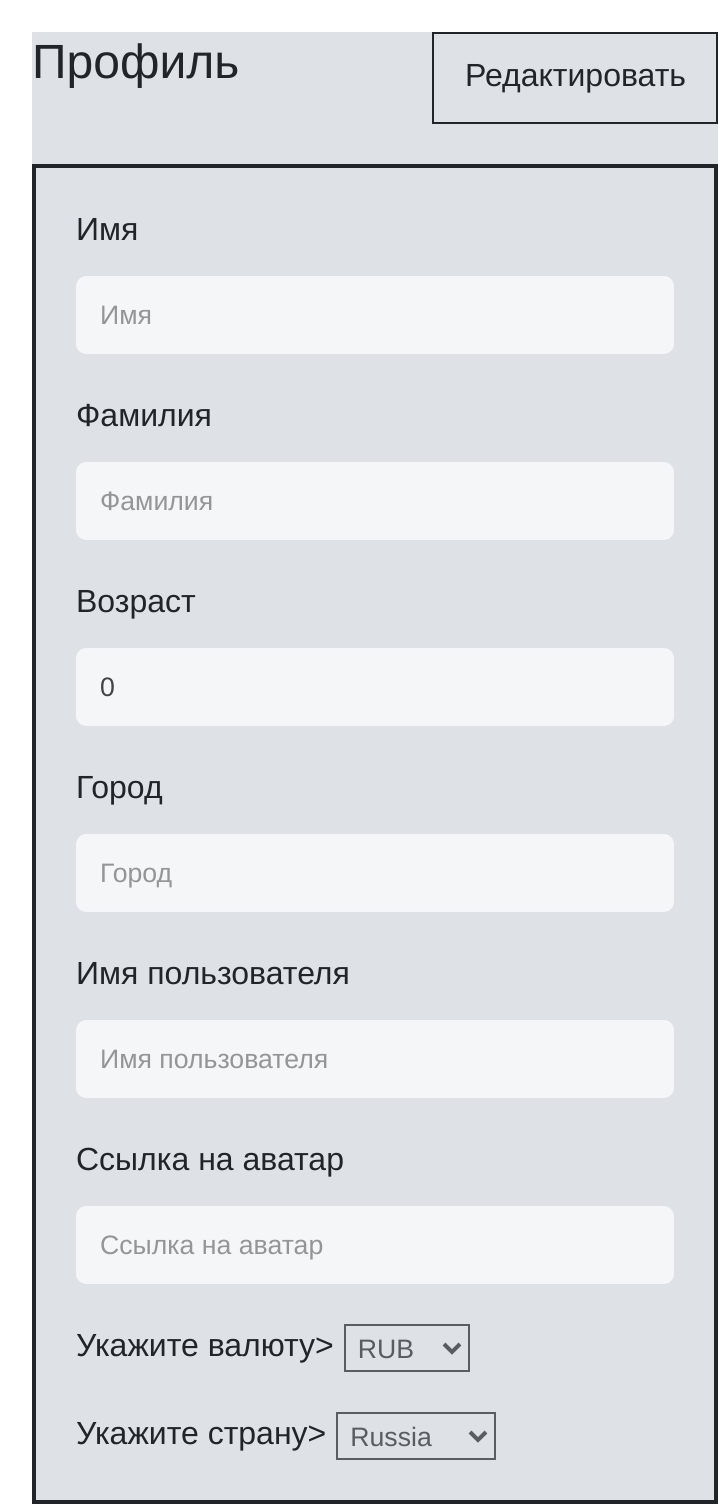 Профиль
Редактировать
Имя
Имя
Фамилия
Фамилия
Возраст
0
Город
Город
Имя пользователя
Имя пользователя
Ссылка на аватар
Ссылка на аватар
Укажите валюту> RUB
Укажите страну> Russia